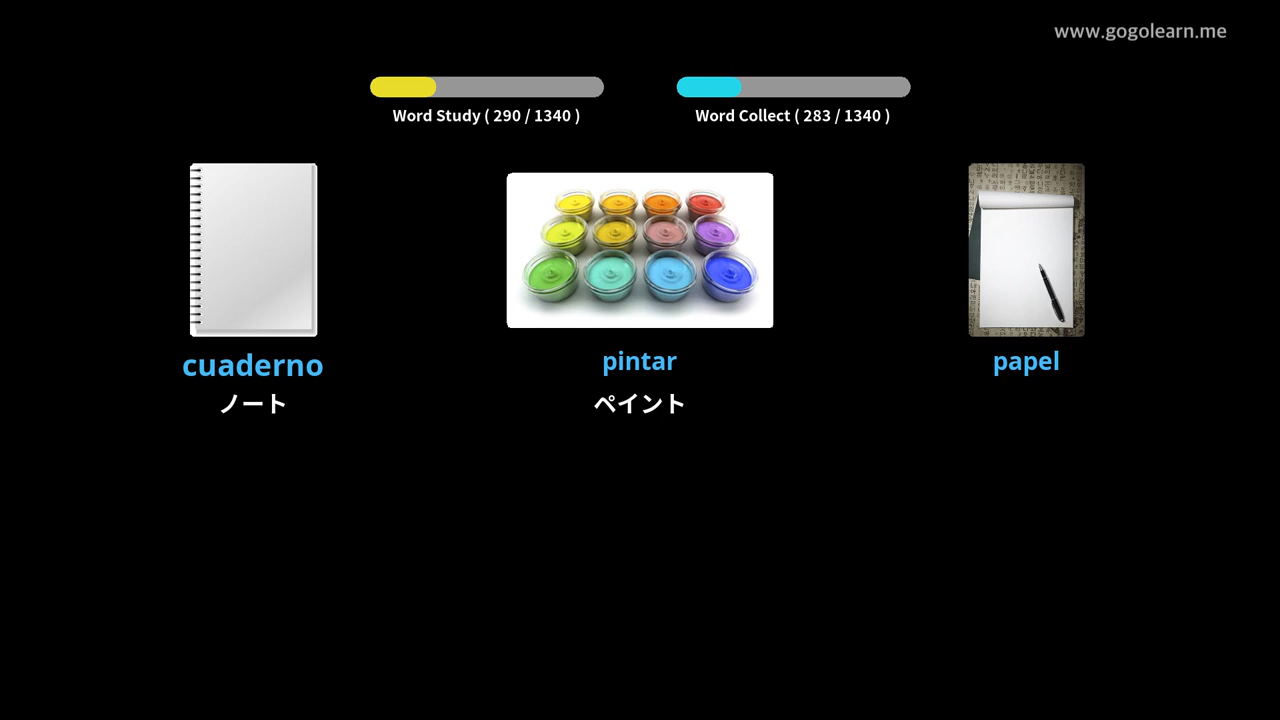 www.gogolearn.me
Word Study ( 290 / 1340 )
Word Collect ( 283 / 1340 )
cuaderno
ノート
pintar
ペイント
papel